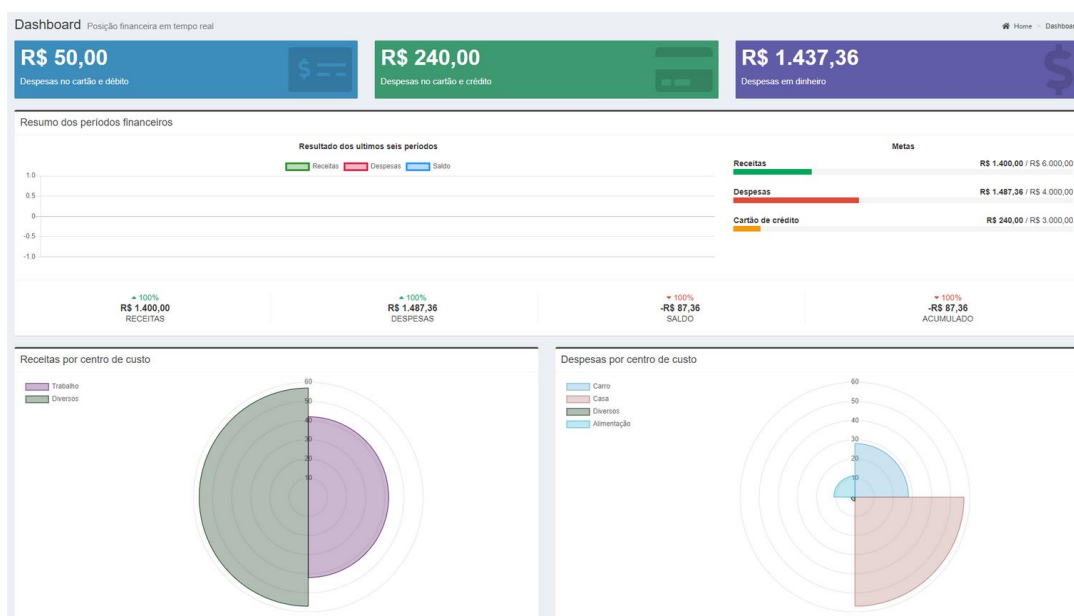 Dashboard Posição financeira em tempo real
Home > Dashboar
R$ 50,00
Despesas no cartão e débito
R$ 240,00
Despesas no cartão e crédito
R$ 1.437,36
Despesas em dinheiro
Resumo dos períodos financeiros
Resultado dos ultimos seis períodos
Receitas Despesas Saldo
1.0
0.5
0
-0.5
-1.0
Metas
Receitas R$ 1.400,00 / R$ 6.000,00
Despesas R$ 1.487,36 / R$ 4.000,00
Cartão de crédito R$ 240,00 / R$ 3.000,00
100%
R$ 1.400,00
RECEITAS
100%
R$ 1.487,36
DESPESAS
100%
-R$ 87,36
SALDO
100%
-R$ 87,36
ACUMULADO
Receitas por centro de custo
Trabalho
Diversos
60
50
40
30
20
10
Despesas por centro de custo
Carro
Casa
Diversos
Alimentação
60
50
40
30
20
10